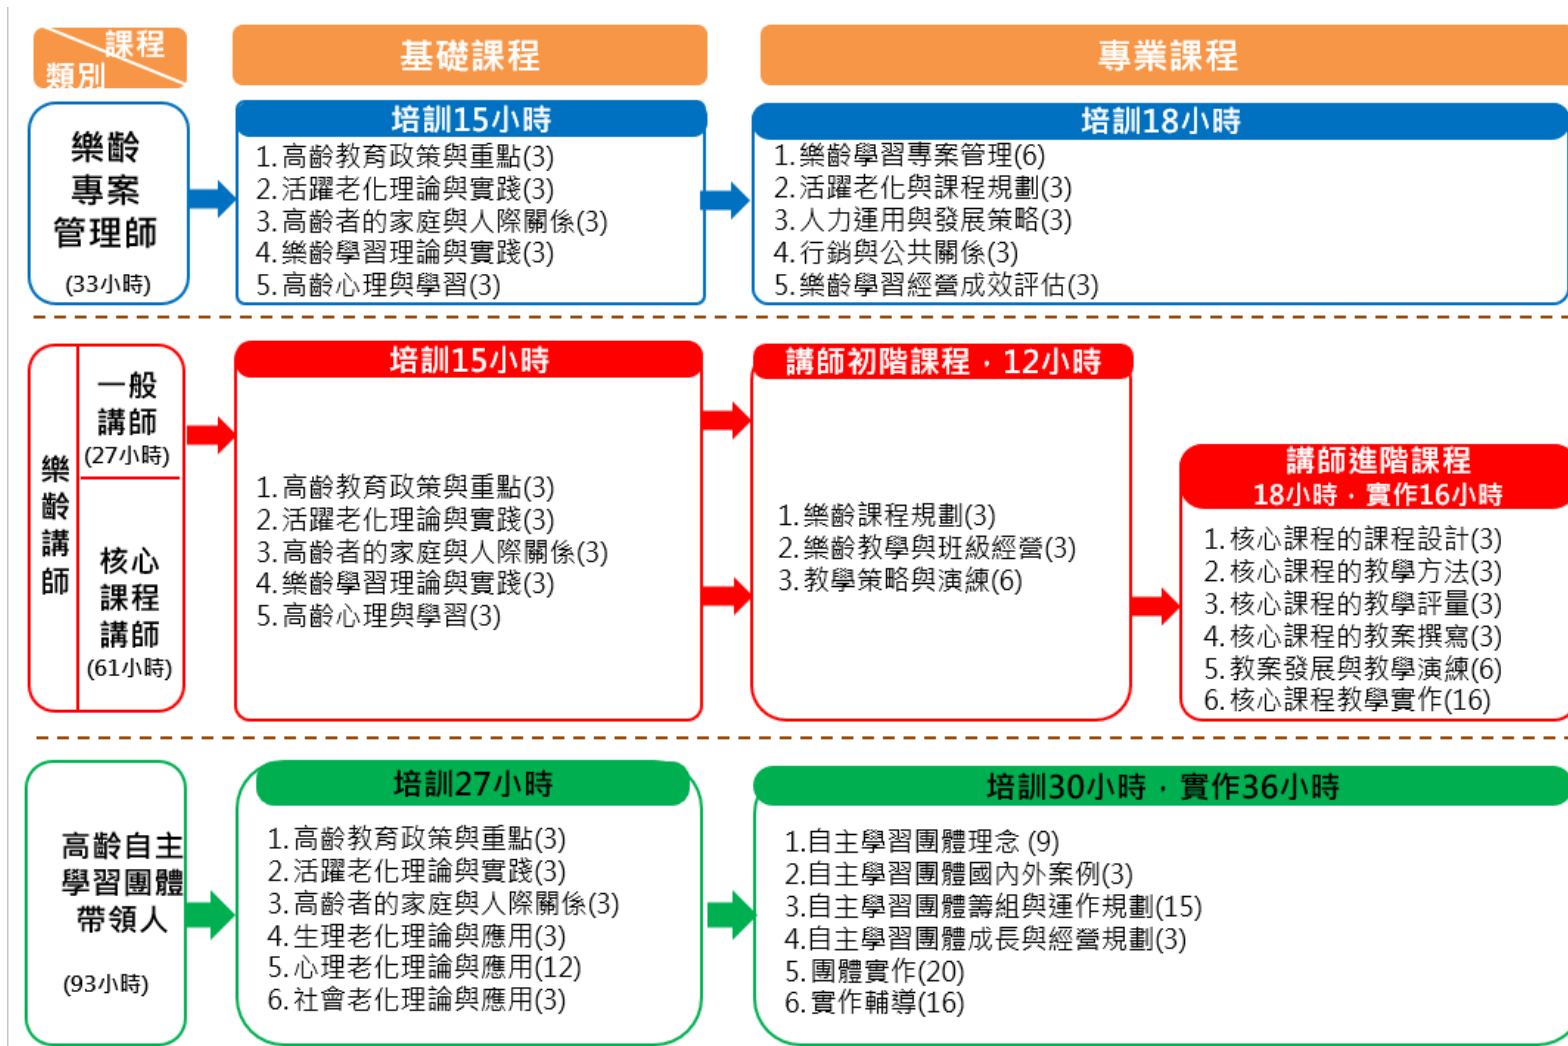 課程
類別
基礎課程
專業課程
樂齡
專案
管理師
(33小時)
培訓15小時
1.高齡教育政策與重點(3)
2.活躍老化理論與實踐(3)
3.高齡者的家庭與人際關係(3)
4.樂齡學習理論與實踐(3)
5.高齡心理與學習(3)
培訓18小時
1.樂齡學習專案管理(6)
2.活躍老化與課程規劃(3)
3.人力運用與發展策略(3)
4.行銷與公共關係(3)
5.樂齡學習經營成效評估(3)
樂齡講師
一般
講師
(27小時)
核心
課程
講師
(61小時)
培訓15小時
1.高齡教育政策與重點(3)
2.活躍老化理論與實踐(3)
3.高齡者的家庭與人際關係(3)
4.樂齡學習理論與實踐(3)
5.高齡心理與學習(3)
講師初階課程．12小時
1.樂齡課程規劃(3)
2.樂齡教學與班級經營(3)
3.教學策略與演練(6)
講師進階課程
18小時．實作16小時
1.核心課程的課程設計(3)
2.核心課程的教學方法(3)
3.核心課程的教學評量(3)
4.核心課程的教案撰寫(3)
5.教案發展與教學演練(6)
6.核心課程教學實作(16)
高齡自主
學習團體
帶領人
(93小時)
培訓27小時
1.高齡教育政策與重點(3)
2.活躍老化理論與實踐(3)
3.高齡者的家庭與人際關係(3)
4.生理老化理論與應用(3)
5.心理老化理論與應用(12)
6.社會老化理論與應用(3)
培訓30小時．實作36小時
1.自主學習團體理念 (9)
2.自主學習團體國內外案例(3)
3.自主學習團體籌組與運作規劃(15)
4.自主學習團體成長與經營規劃(3)
5.團體實作(20)
6.實作輔導(16)